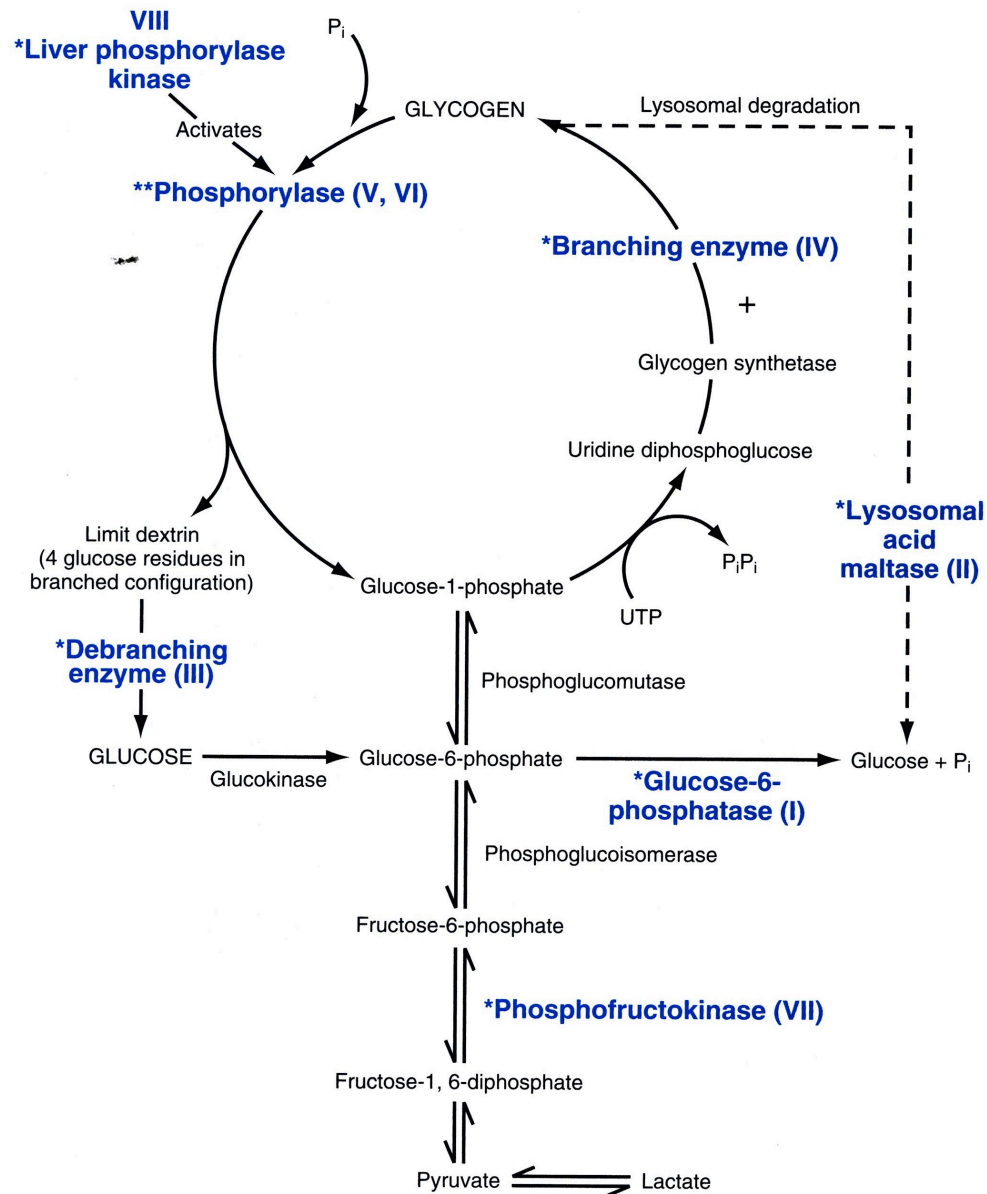 VIII
*Liver phosphorylase
kinase
Activates
Pi
GLYCOGEN
Lysosomal degradation
**Phosphorylase (V, VI)
*Branching enzyme (IV)
+
Glycogen synthetase
Uridine diphosphoglucose
PiPi
UTP
*Lysosomal
acid
maltase (II)
Limit dextrin
(4 glucose residues in
branched configuration)
Glucose-1-phosphate
*Debranching
enzyme (III)
Phosphoglucomutase
GLUCOSE
Glucokinase
Glucose-6-phosphate
*Glucose-6-
phosphatase (I)
Glucose + Pi
Phosphoglucoisomerase
Fructose-6-phosphate
*Phosphofructokinase (VII)
Fructose-1, 6-diphosphate
Pyruvate
Lactate